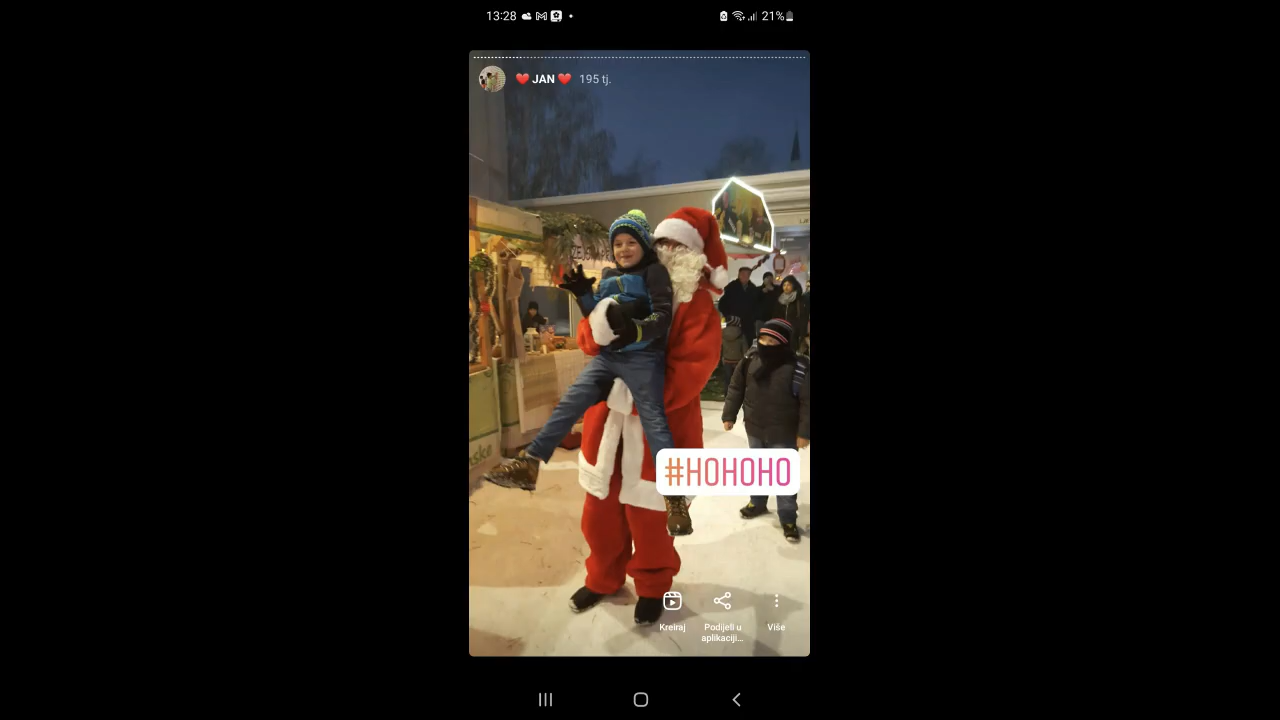 13:28
21%
JAN 195 tj.
#HOHOHO
Kreiraj
Podijeli u
aplikaciji...
Više